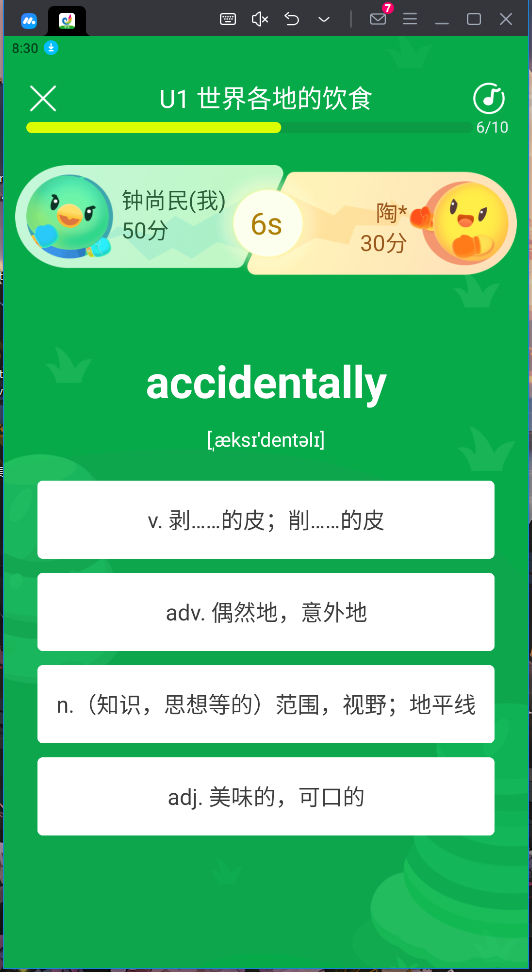 7
8:30
U1 世界各地的饮食
6/10
钟尚民(我)
50分
6s
陶*
30分
accidentally
[ˌæksɪ'dentəlɪ]
v. 剥……的皮；削……的皮
adv. 偶然地，意外地
n.（知识，思想等的）范围，视野；地平线
adj. 美味的，可口的